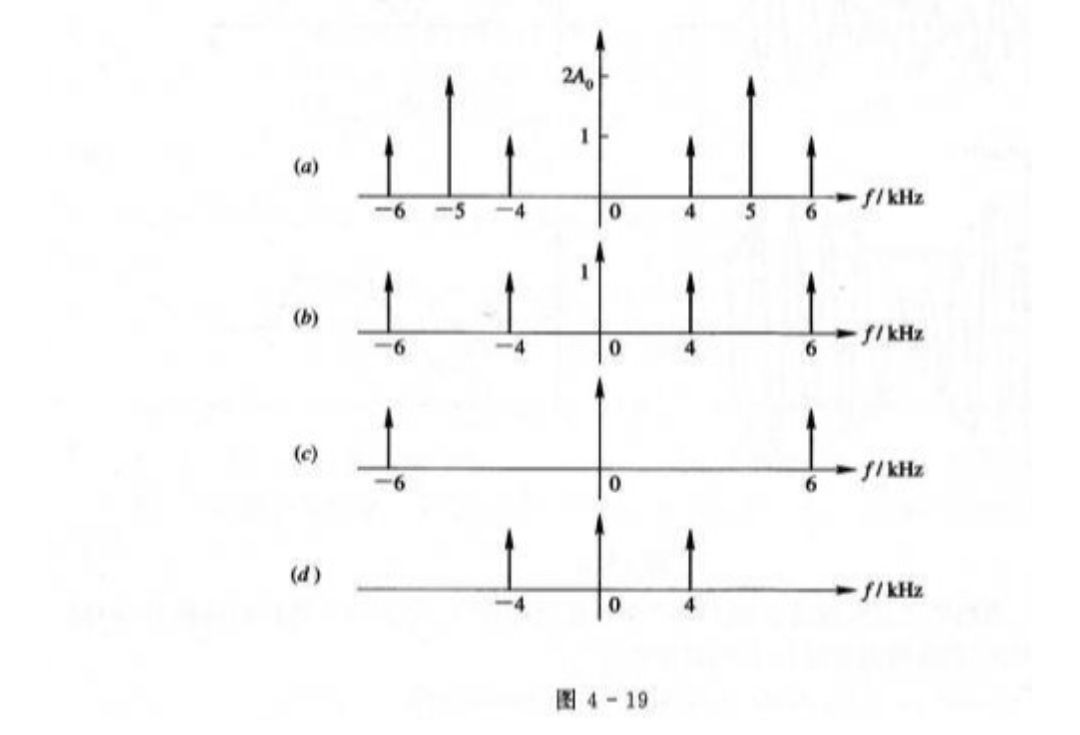 2A₀
1
(a)
−6 −5 −4 0 4 5 6 f/kHz
1
(b)
−6 −4 0 4 6 f/kHz
(c)
−6 0 6 f/kHz
(d)
−4 0 4 f/kHz
图 4-19